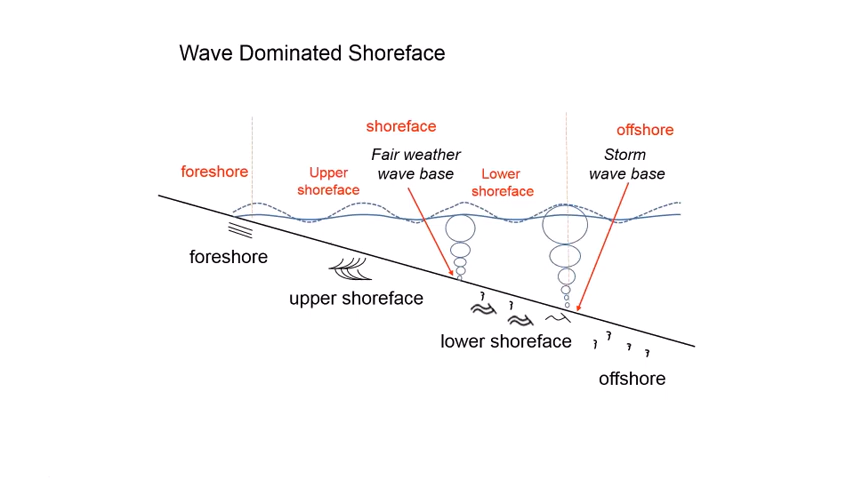 Wave Dominated Shoreface
shoreface
offshore
Fair weather
wave base
Storm
wave base
foreshore
Upper
shoreface
Lower
shoreface
foreshore
upper shoreface
lower shoreface
offshore